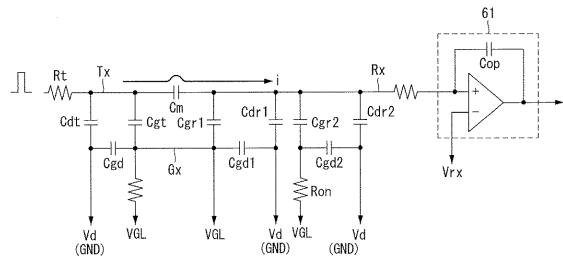 61
Rt
Tx
i
Rx
Cop
Cm
Cdt
Cgt
Cgr1
Cdr1
Cgr2
Cdr2
+
−
Cgd
Gx
Cgd1
Cgd2
Ron
Vrx
Vd
(GND)
VGL
VGL
Vd
(GND)
VGL
Vd
(GND)